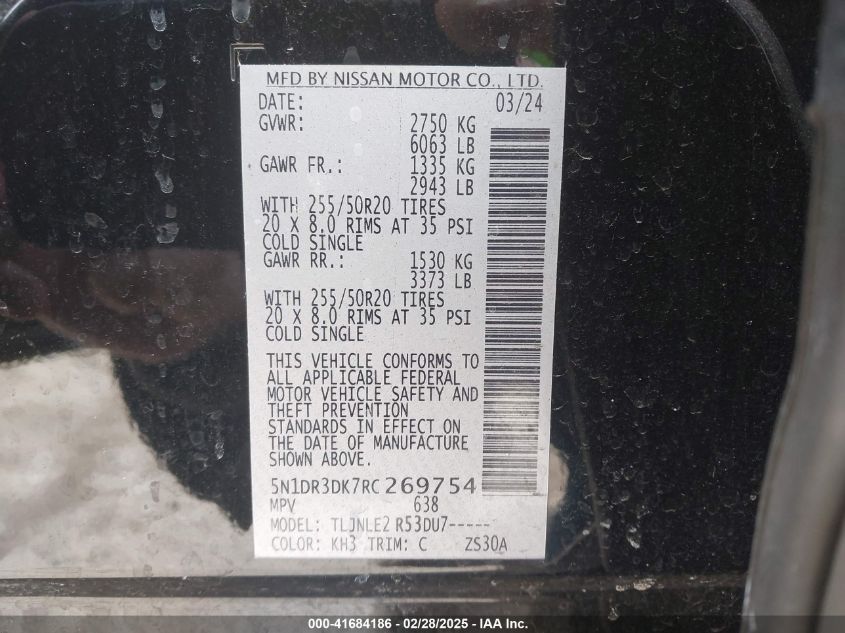 MFD BY NISSAN MOTOR CO., LTD.
DATE: 03/24
GVWR: 2750 KG
6063 LB
GAWR FR.: 1335 KG
2943 LB
WITH 255/50R20 TIRES
20 X 8.0 RIMS AT 35 PSI
COLD SINGLE
GAWR RR.: 1530 KG
3373 LB
WITH 255/50R20 TIRES
20 X 8.0 RIMS AT 35 PSI
COLD SINGLE
THIS VEHICLE CONFORMS TO
ALL APPLICABLE FEDERAL
MOTOR VEHICLE SAFETY AND
THEFT PREVENTION
STANDARDS IN EFFECT ON
THE DATE OF MANUFACTURE
SHOWN ABOVE.
5N1DR3DK7RC269754
MPV 638
MODEL: TLJNLE2 R53DU7-----
COLOR: KH3 TRIM: C ZS30A
000-41684186 - 02/28/2025 - IAA Inc.